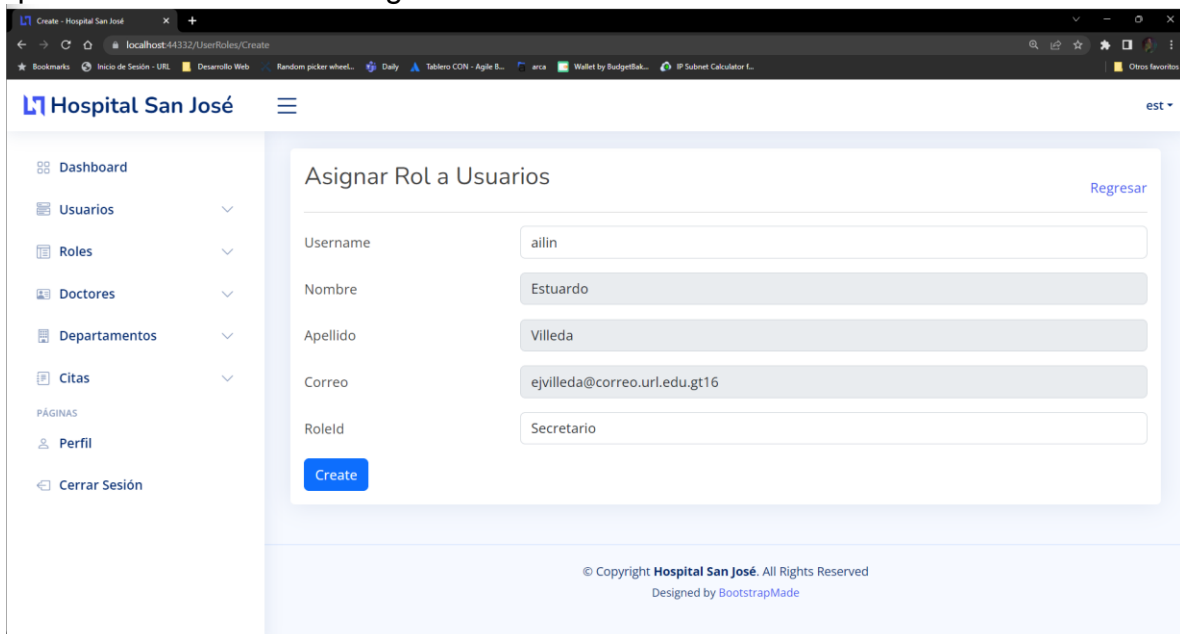 Create - Hospital San José
localhost:44332/UserRoles/Create
Bookmarks Inicio de Sesión - URL Desarrollo Web Random picker wheel... Daily Tablero CON - Agile B... arca Wallet by BudgetBak... IP Subnet Calculator f... Otros favoritos
Hospital San José est
Dashboard
Usuarios
Roles
Doctores
Departamentos
Citas
PÁGINAS
Perfil
Cerrar Sesión
Asignar Rol a Usuarios
Regresar
Username ailin
Nombre Estuardo
Apellido Villeda
Correo ejvilleda@correo.url.edu.gt16
RoleId Secretario
Create
© Copyright Hospital San José. All Rights Reserved
Designed by BootstrapMade